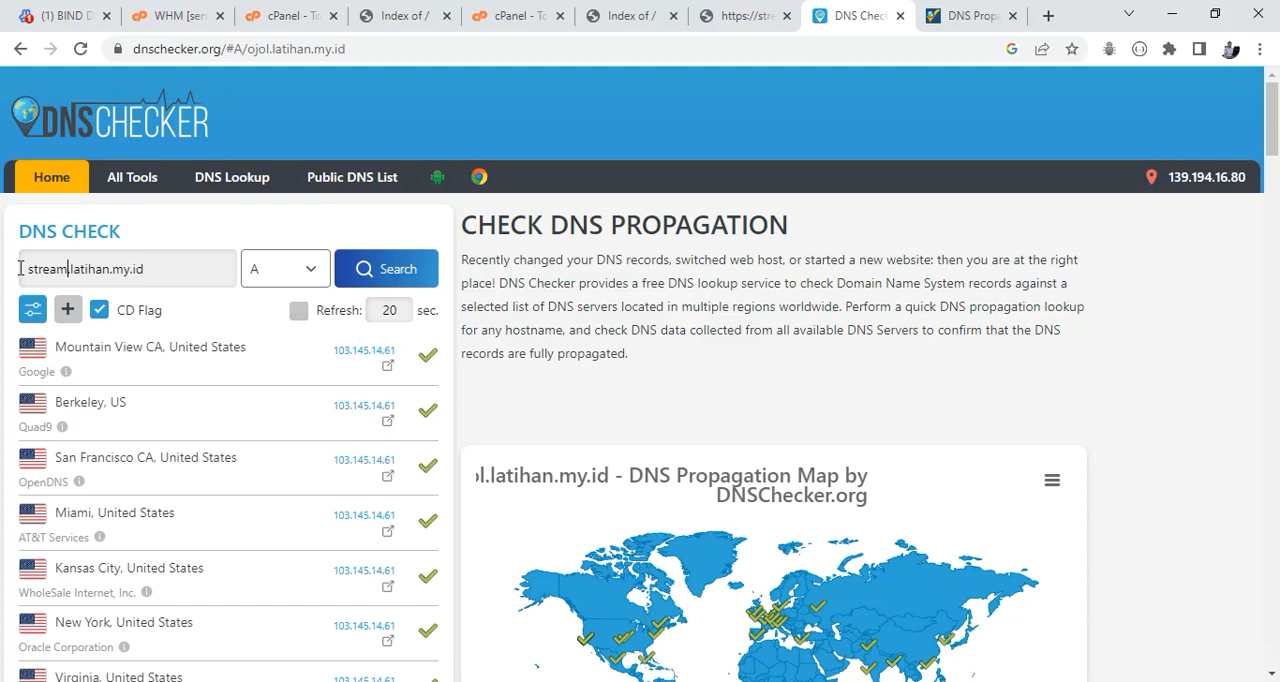 (1) BIND D
WHM [ser
cPanel - To
Index of /
cPanel - To
Index of /
https://stre
DNS Chec
DNS Propa
dnschecker.org/#A/ojol.latihan.my.id
DNSCHECKER
Home
All Tools
DNS Lookup
Public DNS List
139.194.16.80
DNS CHECK
stream.latihan.my.id
A
Search
CD Flag
Refresh:
20
sec.
Mountain View CA, United States
103.145.14.61
Google
Berkeley, US
103.145.14.61
Quad9
San Francisco CA, United States
103.145.14.61
OpenDNS
Miami, United States
103.145.14.61
AT&T Services
Kansas City, United States
103.145.14.61
WholeSale Internet, Inc.
New York, United States
103.145.14.61
Oracle Corporation
Virginia, United States
CHECK DNS PROPAGATION
Recently changed your DNS records, switched web host, or started a new website: then you are at the right
place! DNS Checker provides a free DNS lookup service to check Domain Name System records against a
selected list of DNS servers located in multiple regions worldwide. Perform a quick DNS propagation lookup
for any hostname, and check DNS data collected from all available DNS Servers to confirm that the DNS
records are fully propagated.
ol.latihan.my.id - DNS Propagation Map by
DNSChecker.org